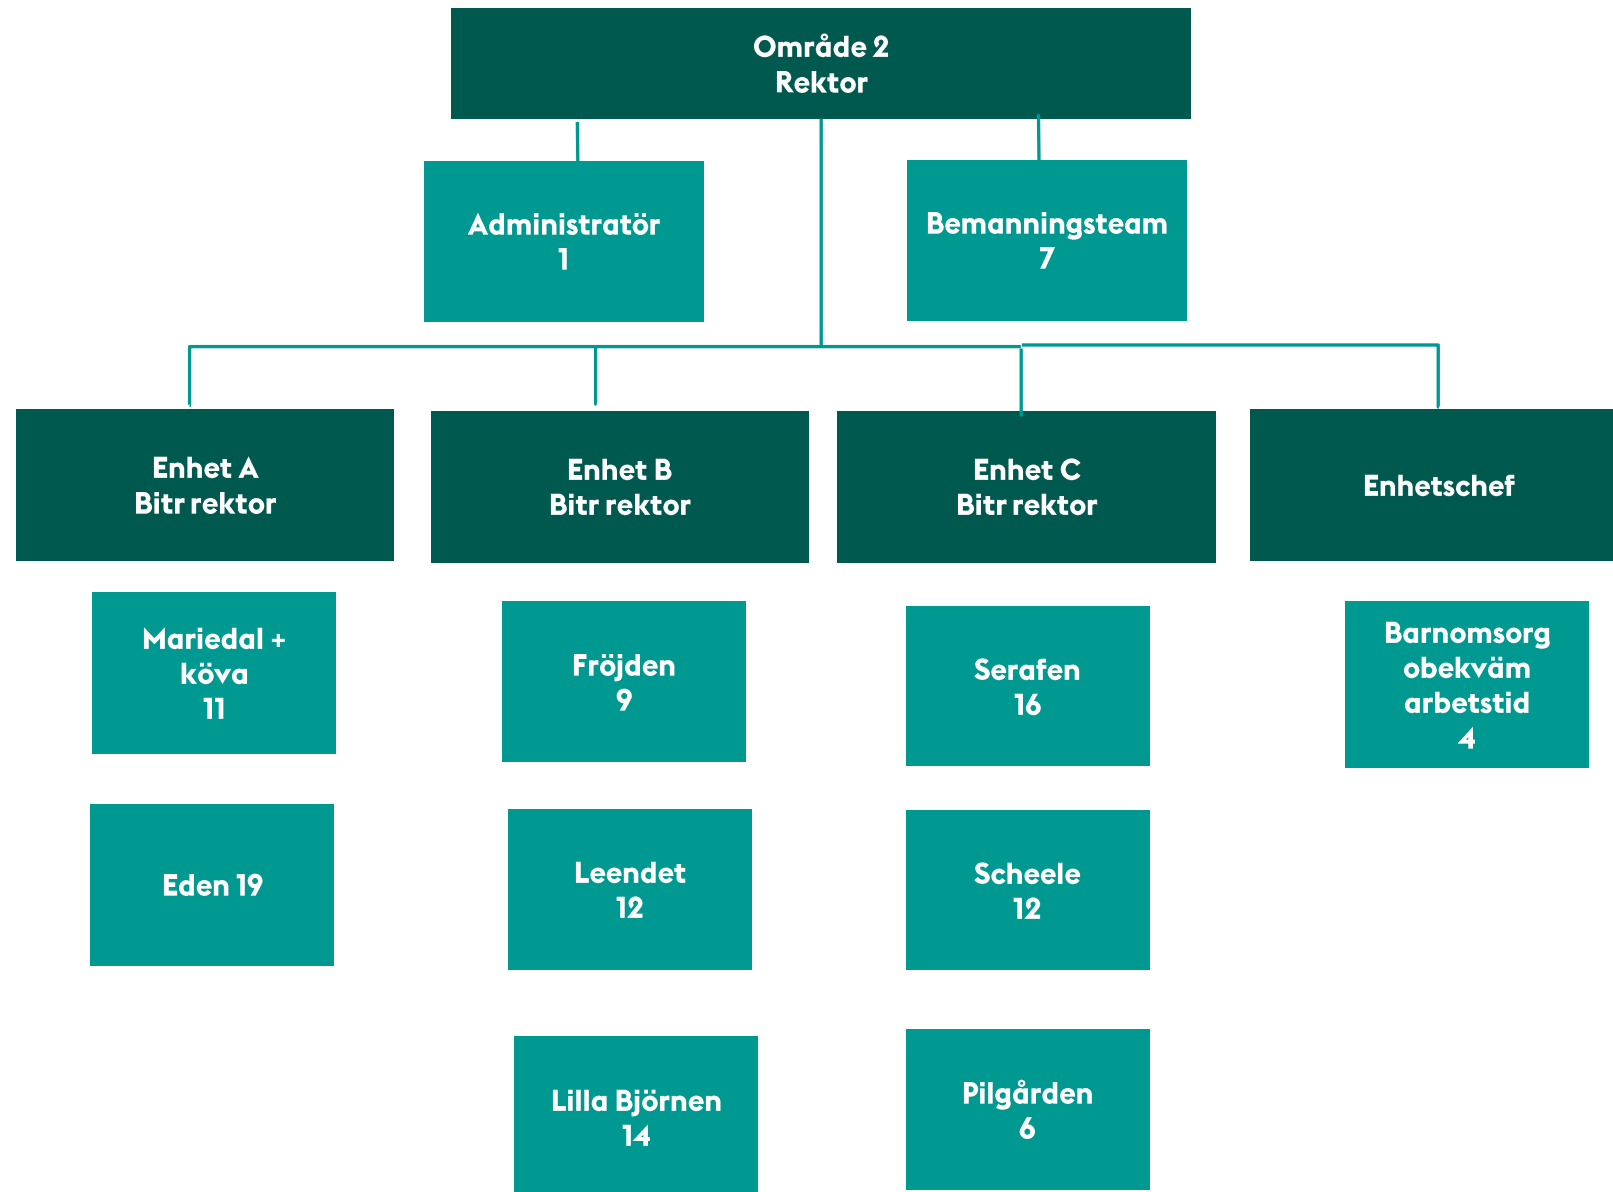 Område 2
Rektor
Administratör
1
Bemanningsteam
7
Enhet A
Bitr rektor
Enhet B
Bitr rektor
Enhet C
Bitr rektor
Enhetschef
Mariedal +
köva
11
Fröjden
9
Serafen
16
Barnomsorg
obekväm
arbetstid
4
Eden 19
Leendet
12
Scheele
12
Lilla Björnen
14
Pilgården
6